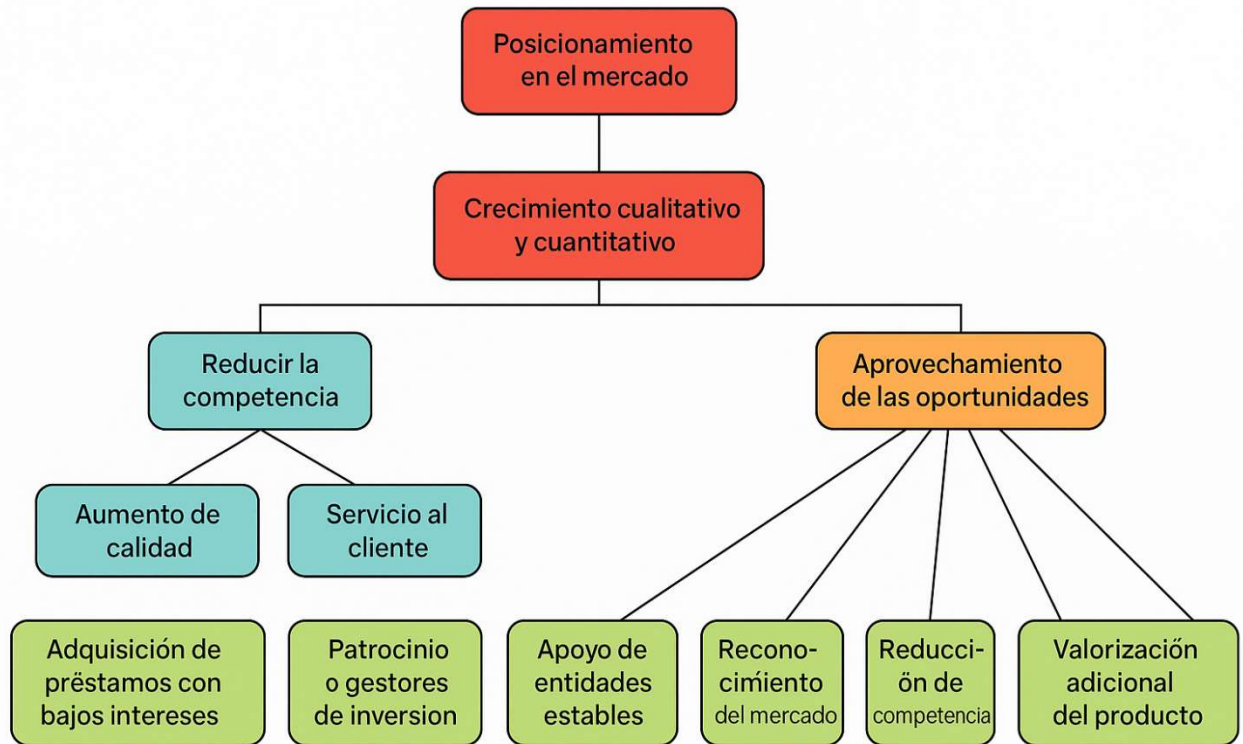 Posicionamiento
en el mercado
Crecimiento cualitativo
y cuantitativo
Reducir la
competencia
Aprovechamiento
de las oportunidades
Aumento de
calidad
Servicio al
cliente
Adquisición de
prëstamos con
bajos intereses
Patrocinio
o gestores
de inversion
Apoyo de
entidades
estables
Recono-
cimiento
del mercado
Reducci-
ön de
competencia
Valorización
adicional
del producto